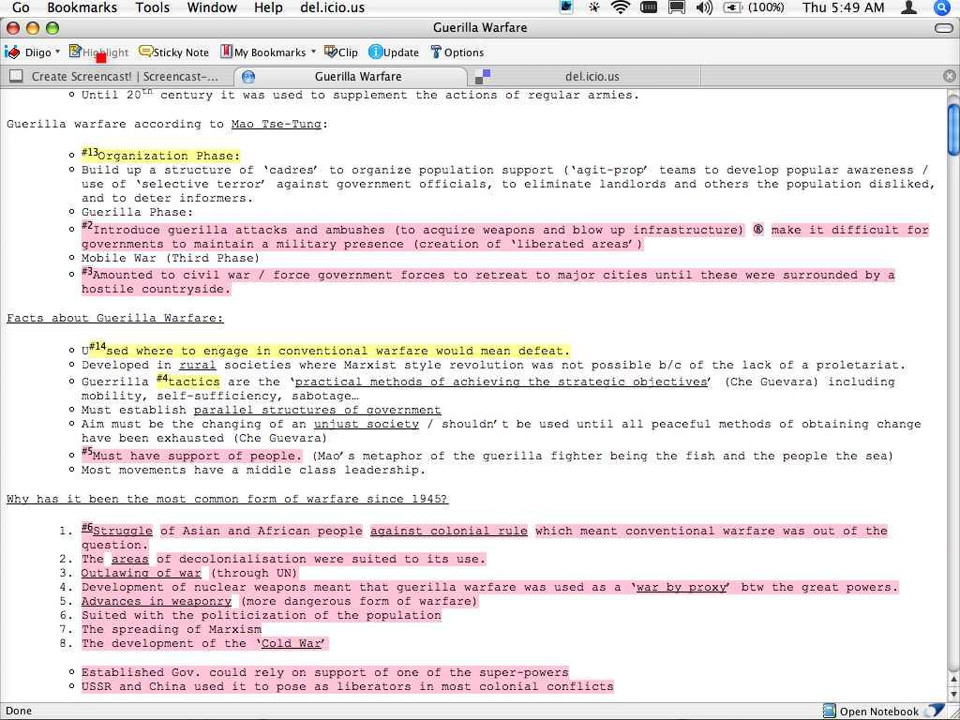 Go Bookmarks Tools Window Help del.icio.us (100%) Thu 5:49 AM
Guerilla Warfare
Diigo Highlight Sticky Note My Bookmarks Clip Update Options
Create Screencast! | Screencast-... Guerilla Warfare del.icio.us
Until 20th century it was used to supplement the actions of regular armies.
Guerilla warfare according to Mao Tse-Tung:
#13Organization Phase:
Build up a structure of ‘cadres’ to organize population support (‘agit-prop’ teams to develop popular awareness /
use of ‘selective terror’ against government officials, to eliminate landlords and others the population disliked,
and to deter informers.
Guerilla Phase:
#2Introduce guerilla attacks and ambushes (to acquire weapons and blow up infrastructure) ® make it difficult for
governments to maintain a military presence (creation of ‘liberated areas’)
Mobile War (Third Phase)
#3Amounted to civil war / force government forces to retreat to major cities until these were surrounded by a
hostile countryside.
Facts about Guerilla Warfare:
U#14sed where to engage in conventional warfare would mean defeat.
Developed in rural societies where Marxist style revolution was not possible b/c of the lack of a proletariat.
Guerrilla #4tactics are the ‘practical methods of achieving the strategic objectives’ (Che Guevara) including
mobility, self-sufficiency, sabotage…
Must establish parallel structures of government
Aim must be the changing of an unjust society / shouldn’t be used until all peaceful methods of obtaining change
have been exhausted (Che Guevara)
#5Must have support of people. (Mao’s metaphor of the guerilla fighter being the fish and the people the sea)
Most movements have a middle class leadership.
Why has it been the most common form of warfare since 1945?
1. #6Struggle of Asian and African people against colonial rule which meant conventional warfare was out of the
question.
2. The areas of decolonialisation were suited to its use.
3. Outlawing of war (through UN)
4. Development of nuclear weapons meant that guerilla warfare was used as a ‘war by proxy’ btw the great powers.
5. Advances in weaponry (more dangerous form of warfare)
6. Suited with the politicization of the population
7. The spreading of Marxism
8. The development of the ‘Cold War’
Established Gov. could rely on support of one of the super-powers
USSR and China used it to pose as liberators in most colonial conflicts
Done Open Notebook